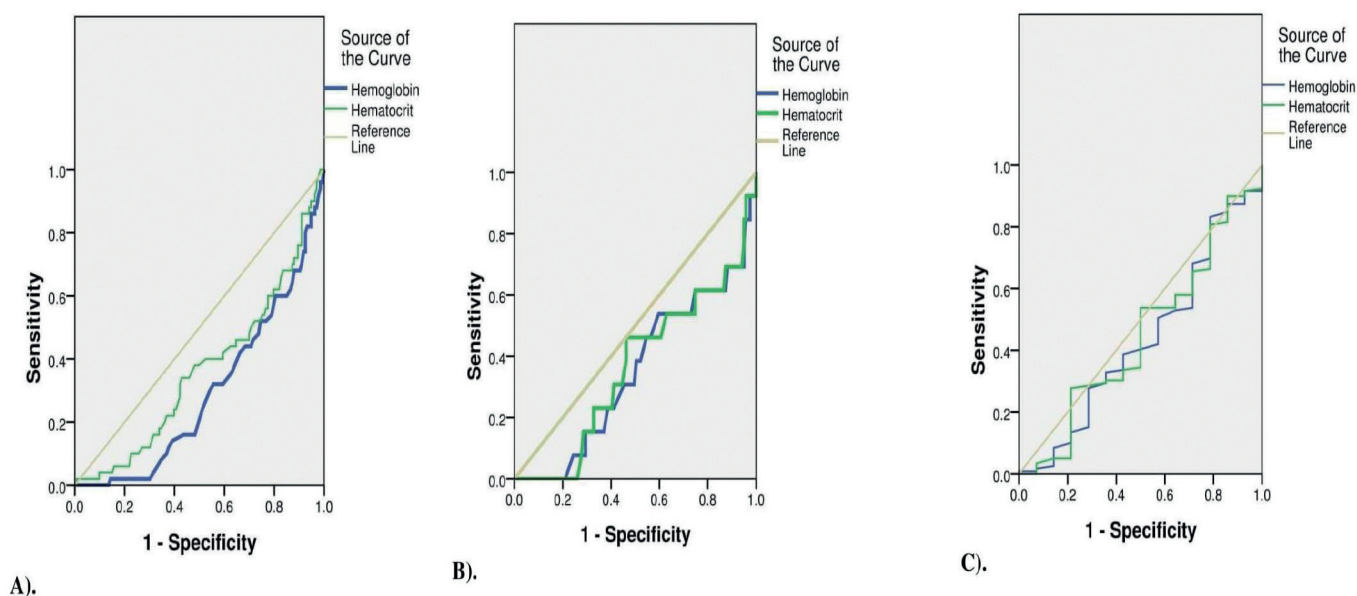 Source of
the Curve
Hemoglobin
Hematocrit
Reference
Line
1.0
0.8
0.6
0.4
0.2
0.0
Sensitivity
0.0 0.2 0.4 0.6 0.8 1.0
1 - Specificity
A).
Source of
the Curve
Hemoglobin
Hematocrit
Reference
Line
1.0
0.8
0.6
0.4
0.2
0.0
Sensitivity
0.0 0.2 0.4 0.6 0.8 1.0
1 - Specificity
B).
Source of
the Curve
Hemoglobin
Hematocrit
Reference
Line
1.0
0.8
0.6
0.4
0.2
0.0
Sensitivity
0.0 0.2 0.4 0.6 0.8 1.0
1 - Specificity
C).